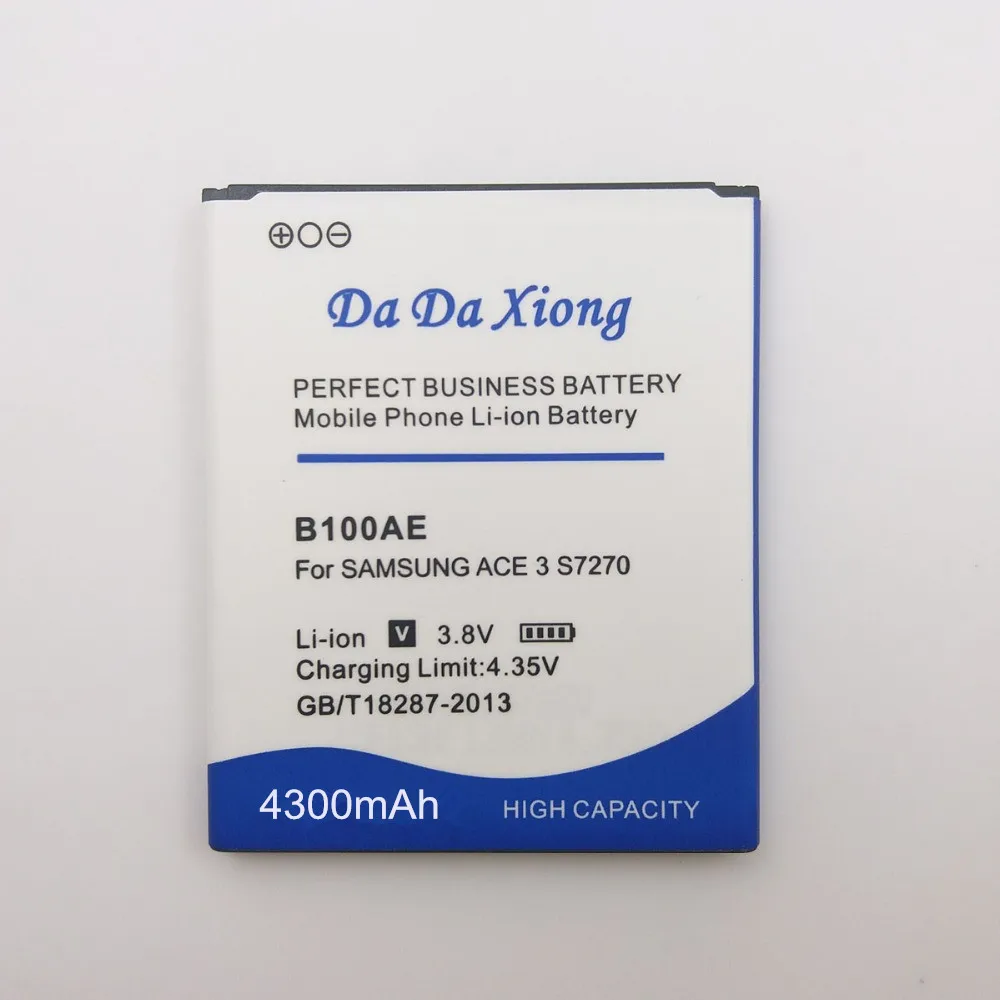 Da Da Xiong
PERFECT BUSINESS BATTERY
Mobile Phone Li-ion Battery
B100AE
For SAMSUNG ACE 3 S7270
Li-ion V 3.8V
Charging Limit:4.35V
GB/T18287-2013
4300mAh HIGH CAPACITY